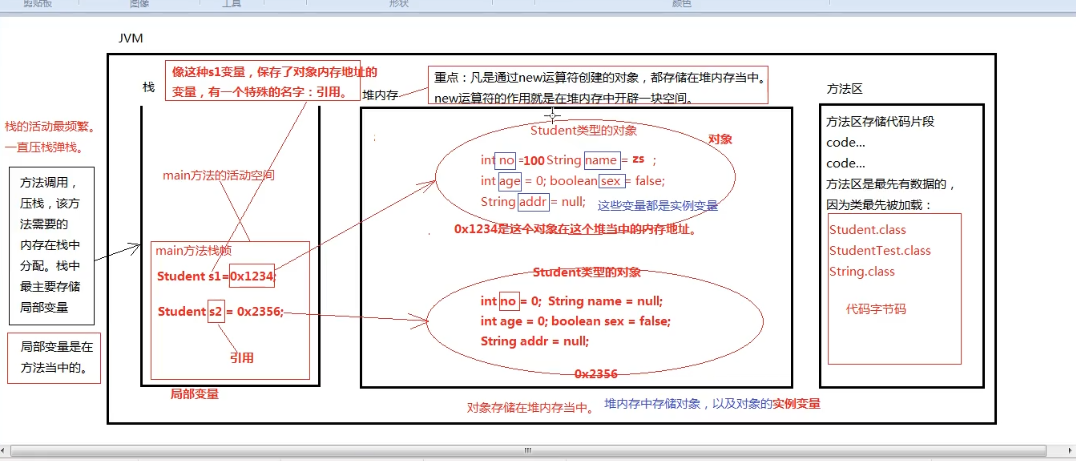 剪贴板
图像
工具
形状
颜色
JVM
栈
像这种s1变量，保存了对象内存地址的
变量，有一个特殊的名字：引用。
堆内存
重点：凡是通过new运算符创建的对象，都存储在堆内存当中。
new运算符的作用就是在堆内存中开辟一块空间。
方法区
栈的活动最频繁。
一直压栈弹栈。
方法调用，
压栈，该方
法需要的
内存在栈中
分配。栈中
最主要存储
局部变量
局部变量是在
方法当中的。
main方法的活动空间
main方法栈帧
Student s1=0x1234;
Student s2 = 0x2356;
引用
局部变量
Student类型的对象
对象
int no =100 String name = zs ;
int age = 0; boolean sex = false;
String addr = null;
这些变量都是实例变量
0x1234是这个对象在这个堆当中的内存地址。
Student类型的对象
int no = 0; String name = null;
int age = 0; boolean sex = false;
String addr = null;
0x2356
对象存储在堆内存当中。
堆内存中存储对象，以及对象的实例变量
方法区存储代码片段
code...
code...
方法区是最先有数据的，
因为类最先被加载：
Student.class
StudentTest.class
String.class
代码字节码